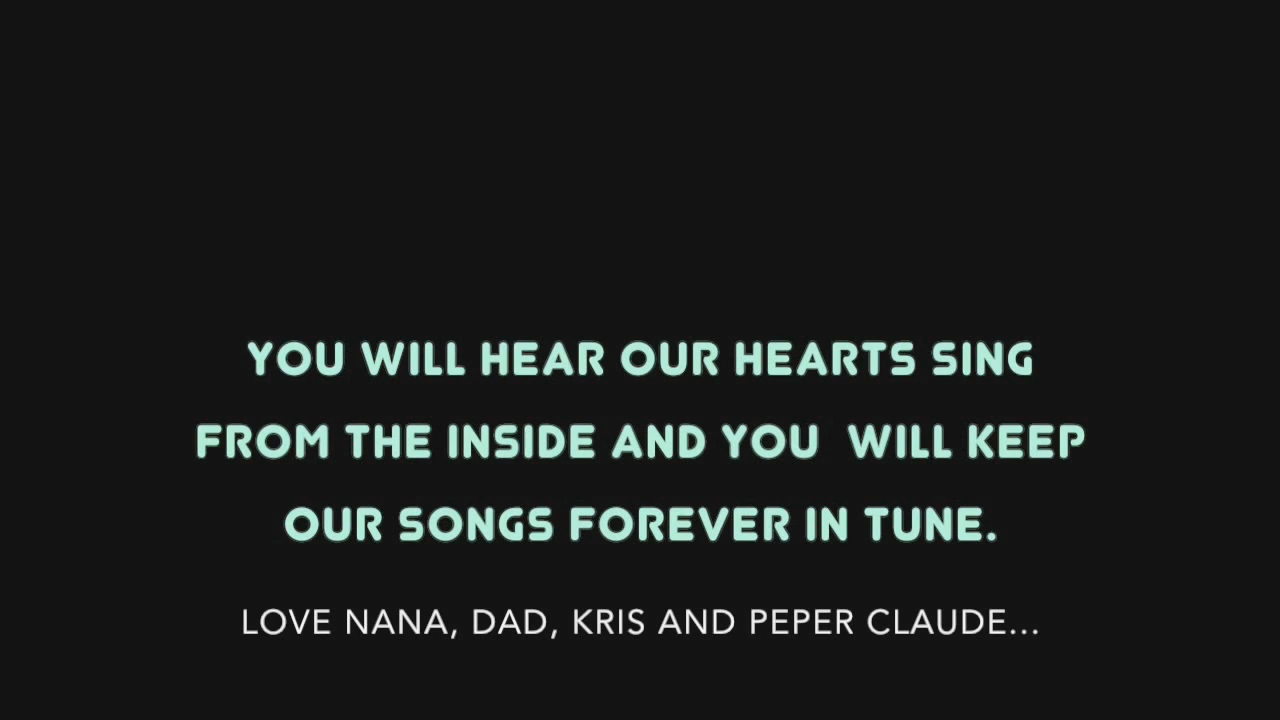 YOU WILL HEAR OUR HEARTS SING
FROM THE INSIDE AND YOU  WILL KEEP
OUR SONGS FOREVER IN TUNE.
LOVE NANA, DAD, KRIS AND PEPER CLAUDE...